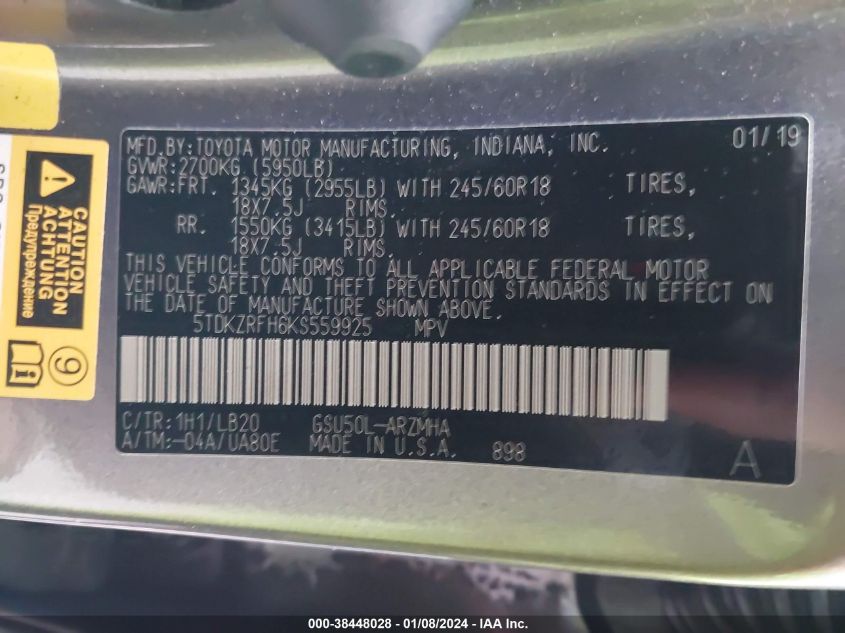 MFD.BY:TOYOTA MOTOR MANUFACTURING, INDIANA, INC. 01/19
GVWR:2700KG (5950LB)
GAWR:FRT. 1345KG (2955LB) WITH 245/60R18 TIRES,
18X7.5J RIMS.
RR. 1550KG (3415LB) WITH 245/60R18 TIRES,
18X7.5J RIMS.
THIS VEHICLE CONFORMS TO ALL APPLICABLE FEDERAL MOTOR
VEHICLE SAFETY AND THEFT PREVENTION STANDARDS IN EFFECT ON
THE DATE OF MANUFACTURE SHOWN ABOVE.
5TDKZRFH6KS559925 MPV
C/TR:1H1/LB20 GSU50L-ARZMHA
A/TM:-04A/UA80E MADE IN U.S.A. 898
A
CAUTION
ATTENTION
ACHTUNG
Предупреждение
9
i
000-38448028 - 01/08/2024 - IAA Inc.